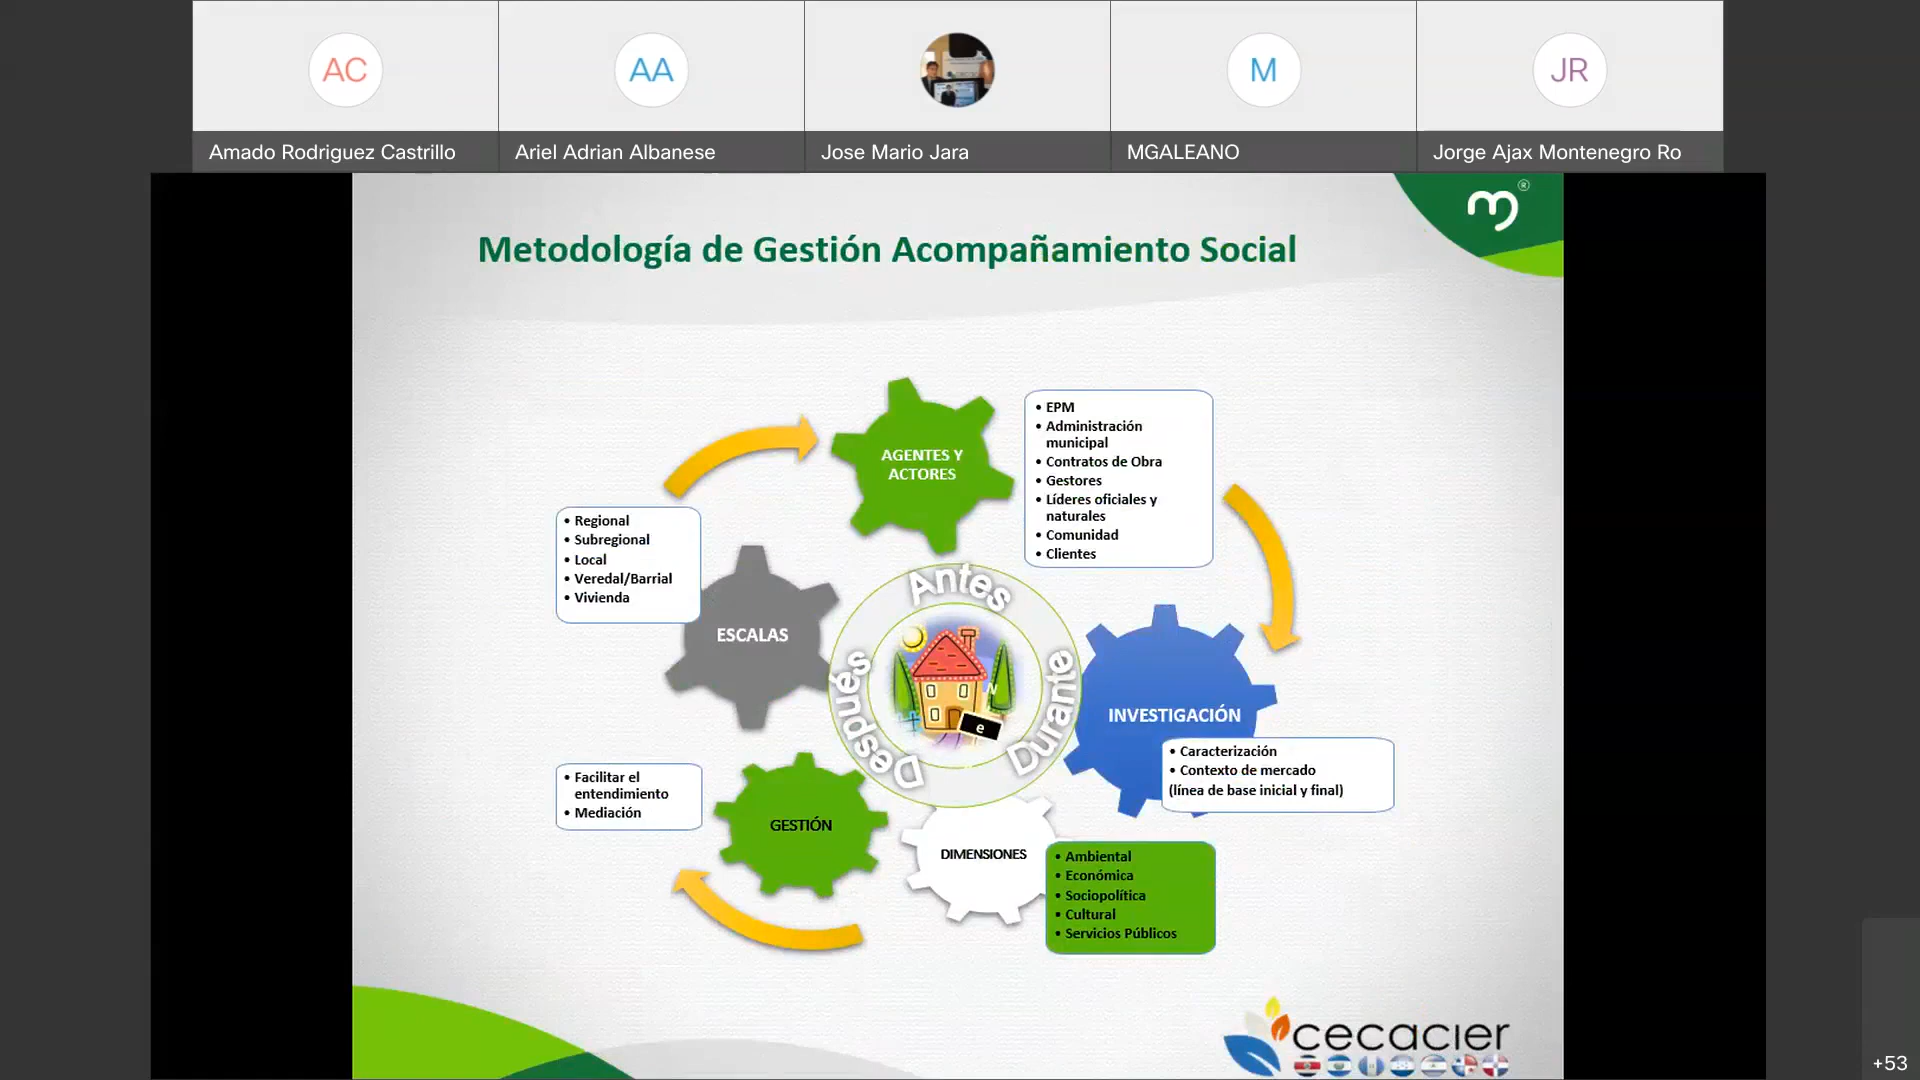 AC
AA
M
JR
Amado Rodriguez Castrillo
Ariel Adrian Albanese
Jose Mario Jara
MGALEANO
Jorge Ajax Montenegro Ro
®
Metodología de Gestión Acompañamiento Social
AGENTES Y
ACTORES
• EPM
• Administración
municipal
• Contratos de Obra
• Gestores
• Líderes oficiales y
naturales
• Comunidad
• Clientes
• Regional
• Subregional
• Local
• Veredal/Barrial
• Vivienda
ESCALAS
Antes
Durante
Después
N
e
INVESTIGACIÓN
• Caracterización
• Contexto de mercado
(línea de base inicial y final)
• Facilitar el
entendimiento
• Mediación
GESTIÓN
DIMENSIONES
• Ambiental
• Económica
• Sociopolítica
• Cultural
• Servicios Públicos
cecacier
+53